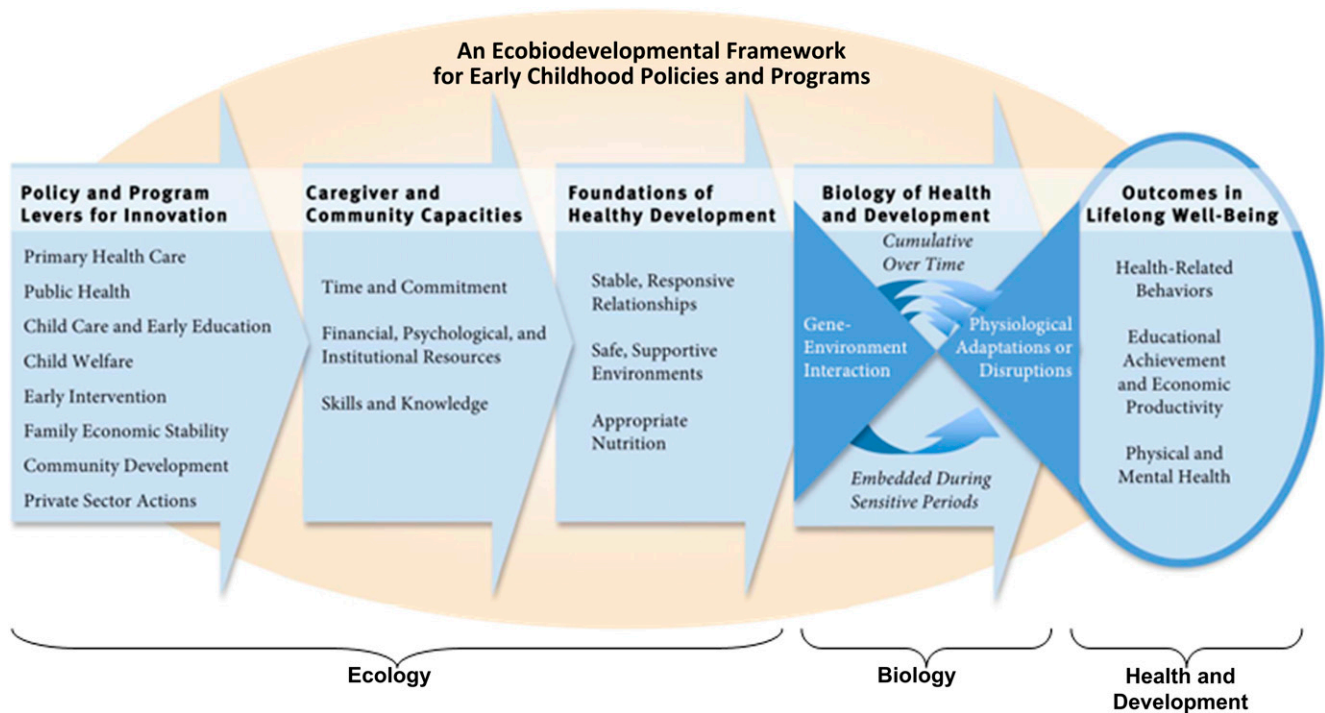 An Ecobiodevelopmental Framework
for Early Childhood Policies and Programs
Policy and Program
Levers for Innovation
Primary Health Care
Public Health
Child Care and Early Education
Child Welfare
Early Intervention
Family Economic Stability
Community Development
Private Sector Actions
Caregiver and
Community Capacities
Time and Commitment
Financial, Psychological, and
Institutional Resources
Skills and Knowledge
Foundations of
Healthy Development
Stable, Responsive
Relationships
Safe, Supportive
Environments
Appropriate
Nutrition
Biology of Health
and Development
Cumulative
Over Time
Gene-
Environment
Interaction
Physiological
Adaptations or
Disruptions
Embedded During
Sensitive Periods
Outcomes in
Lifelong Well-Being
Health-Related
Behaviors
Educational
Achievement
and Economic
Productivity
Physical and
Mental Health
Ecology
Biology
Health and
Development